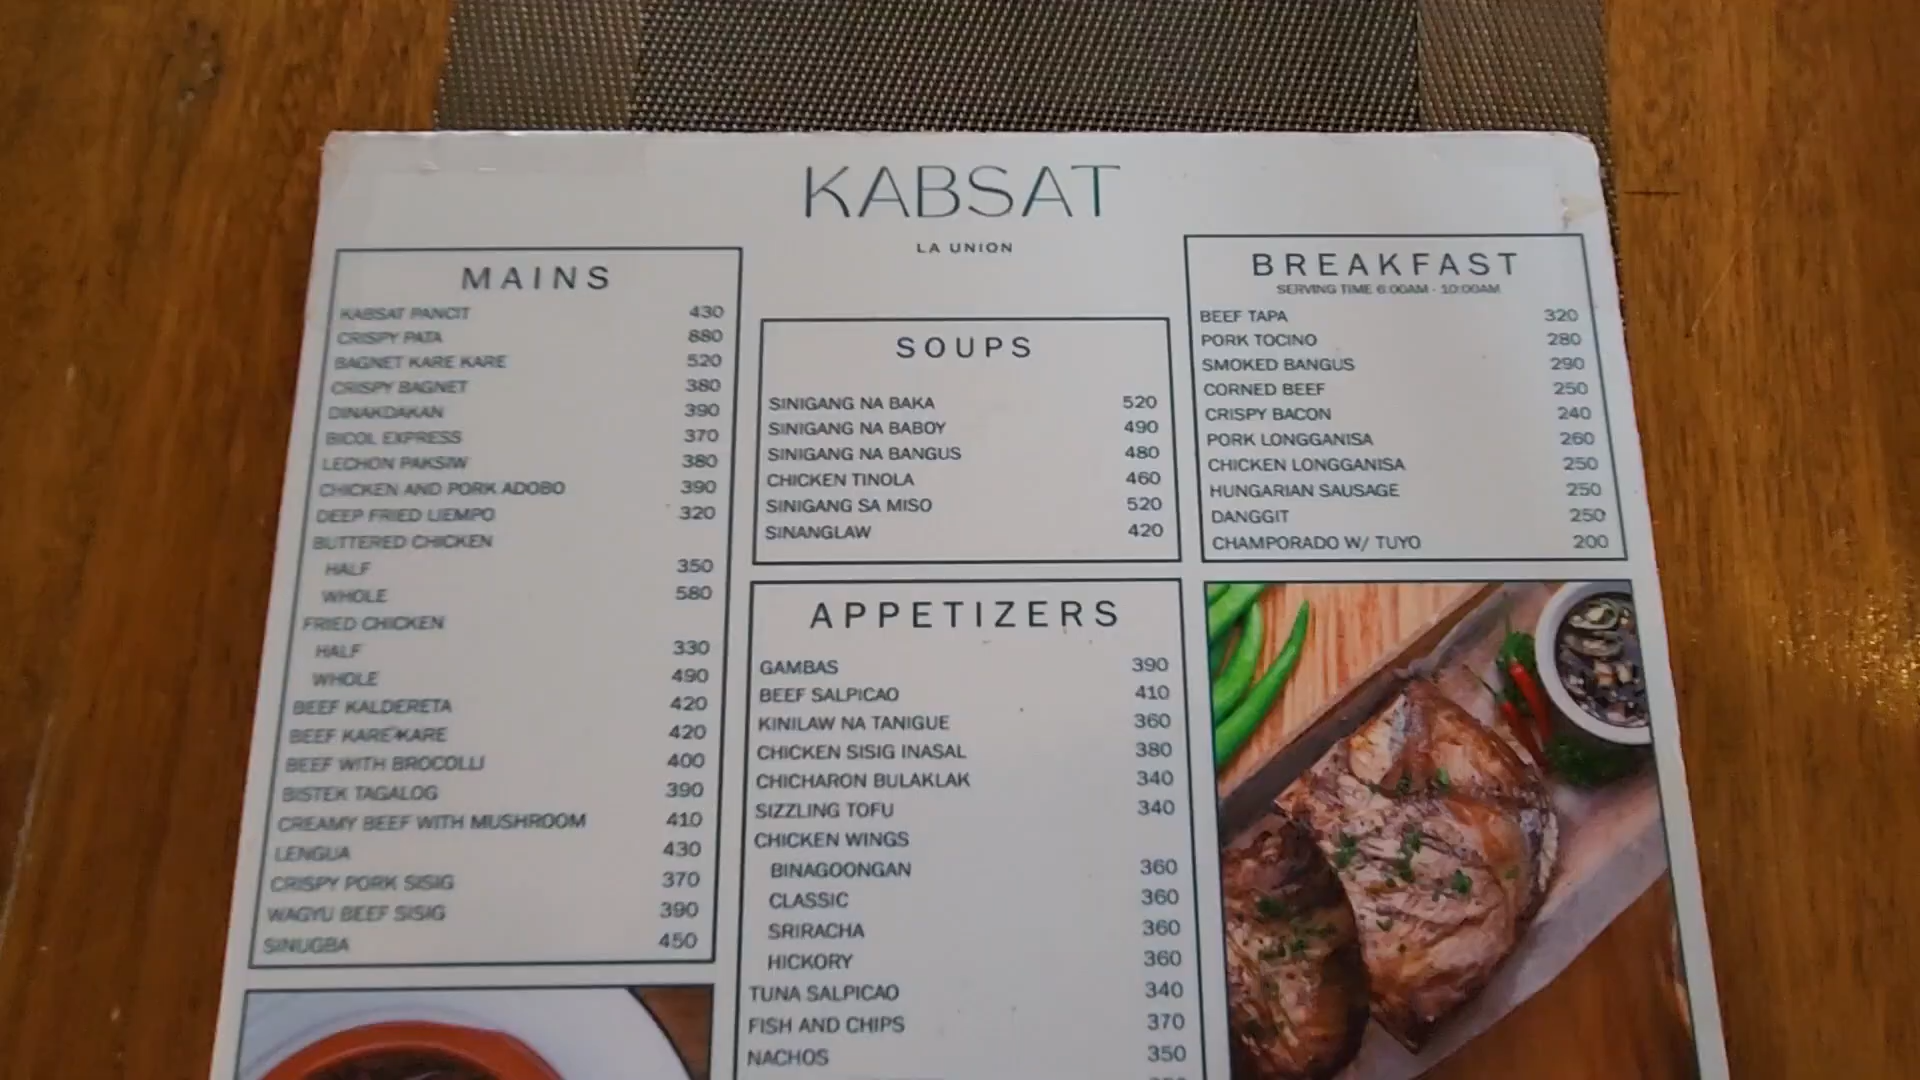 KABSAT
LA UNION
MAINS
KABSAT PANCIT 430
CRISPY PATA 880
BAGNET KARE KARE 520
CRISPY BAGNET 380
DINAKDAKAN 390
BICOL EXPRESS 370
LECHON PAKSIW 380
CHICKEN AND PORK ADOBO 390
DEEP FRIED LIEMPO 320
BUTTERED CHICKEN
HALF 350
WHOLE 580
FRIED CHICKEN
HALF 330
WHOLE 490
BEEF KALDERETA 420
BEEF KARE-KARE 420
BEEF WITH BROCOLLI 400
BISTEK TAGALOG 390
CREAMY BEEF WITH MUSHROOM 410
LENGUA 430
CRISPY PORK SISIG 370
WAGYU BEEF SISIG 390
SINUGBA 450
SOUPS
SINIGANG NA BAKA 520
SINIGANG NA BABOY 490
SINIGANG NA BANGUS 480
CHICKEN TINOLA 460
SINIGANG SA MISO 520
SINANGLAW 420
APPETIZERS
GAMBAS 390
BEEF SALPICAO 410
KINILAW NA TANIGUE 360
CHICKEN SISIG INASAL 380
CHICHARON BULAKLAK 340
SIZZLING TOFU 340
CHICKEN WINGS
BINAGOONGAN 360
CLASSIC 360
SRIRACHA 360
HICKORY 360
TUNA SALPICAO 340
FISH AND CHIPS 370
NACHOS 350
BREAKFAST
SERVING TIME 6:00AM - 10:00AM
BEEF TAPA 320
PORK TOCINO 280
SMOKED BANGUS 290
CORNED BEEF 250
CRISPY BACON 240
PORK LONGGANISA 260
CHICKEN LONGGANISA 250
HUNGARIAN SAUSAGE 250
DANGGIT 250
CHAMPORADO W/ TUYO 200